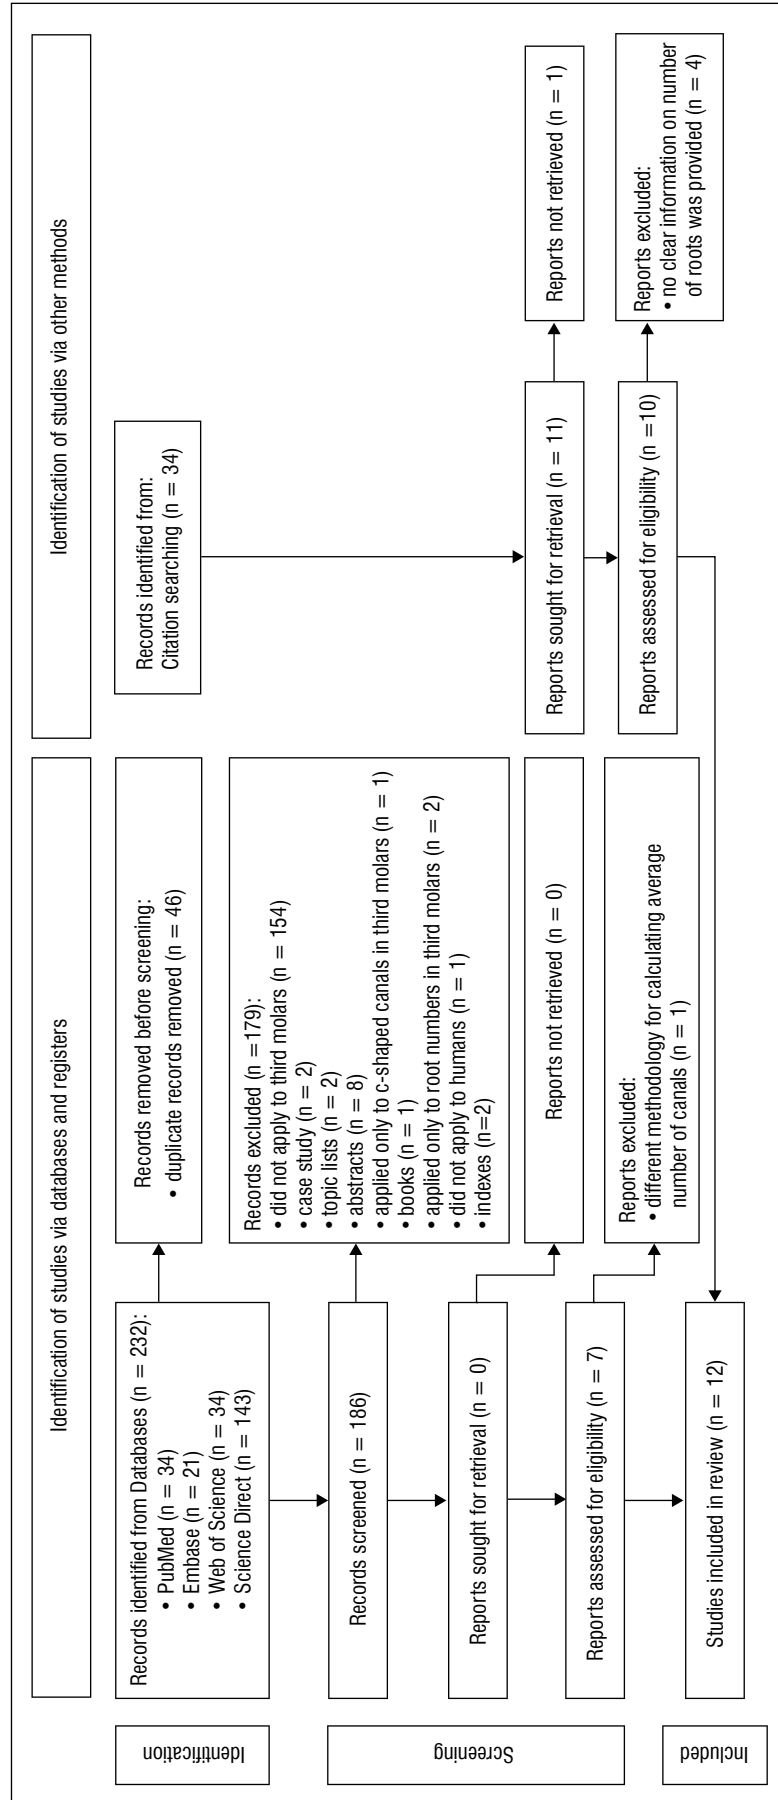 Identification of studies via databases and registers
Identification of studies via other methods
Identification
Records identified from Databases (n = 232):
• PubMed (n = 34)
• Embase (n = 21)
• Web of Science (n = 34)
• Science Direct (n = 143)
Records removed before screening:
• duplicate records removed (n = 46)
Records identified from:
Citation searching (n = 34)
Screening
Records screened (n = 186)
Records excluded (n =179):
• did not apply to third molars (n = 154)
• case study (n = 2)
• topic lists (n = 2)
• abstracts (n = 8)
• applied only to c-shaped canals in third molars (n = 1)
• books (n = 1)
• applied only to root numbers in third molars (n = 2)
• did not apply to humans (n = 1)
• indexes (n=2)
Reports sought for retrieval (n = 0)
Reports not retrieved (n = 0)
Reports sought for retrieval (n = 11)
Reports not retrieved (n = 1)
Reports assessed for eligibility (n = 7)
Reports excluded:
• different methodology for calculating average
number of canals (n = 1)
Reports assessed for eligibility (n =10)
Reports excluded:
• no clear information on number
of roots was provided (n = 4)
Included
Studies included in review (n = 12)